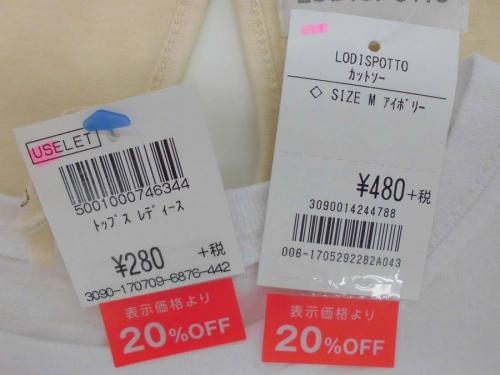 USELET
5001000746344
トップス レディース
¥280 +税
3090-170709-6876-442
表示価格より
20%OFF
LODISPOTTO
カットソー
◇ SIZE M アイボリー
¥480 +税
3090014244788
006-1705292282A043
表示価格より
20%OFF